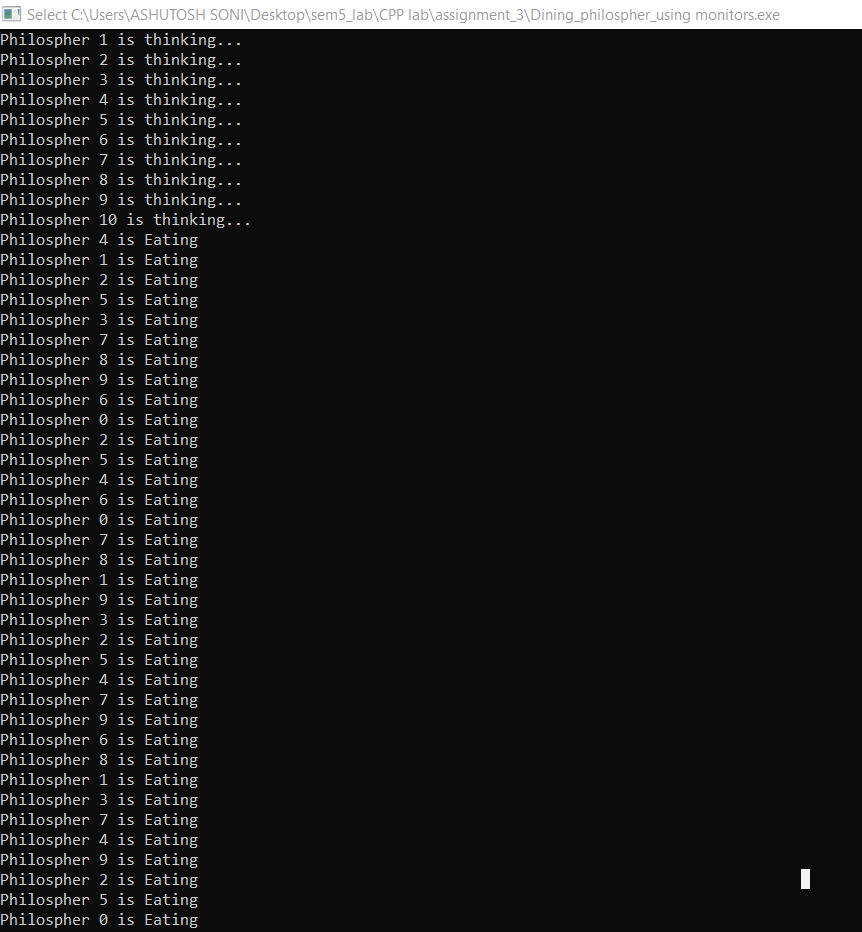 Select C:\Users\ASHUTOSH SONI\Desktop\sem5_lab\CPP lab\assignment_3\Dining_philospher_using monitors.exe
Philospher 1 is thinking...
Philospher 2 is thinking...
Philospher 3 is thinking...
Philospher 4 is thinking...
Philospher 5 is thinking...
Philospher 6 is thinking...
Philospher 7 is thinking...
Philospher 8 is thinking...
Philospher 9 is thinking...
Philospher 10 is thinking...
Philospher 4 is Eating
Philospher 1 is Eating
Philospher 2 is Eating
Philospher 5 is Eating
Philospher 3 is Eating
Philospher 7 is Eating
Philospher 8 is Eating
Philospher 9 is Eating
Philospher 6 is Eating
Philospher 0 is Eating
Philospher 2 is Eating
Philospher 5 is Eating
Philospher 4 is Eating
Philospher 6 is Eating
Philospher 0 is Eating
Philospher 7 is Eating
Philospher 8 is Eating
Philospher 1 is Eating
Philospher 9 is Eating
Philospher 3 is Eating
Philospher 2 is Eating
Philospher 5 is Eating
Philospher 4 is Eating
Philospher 7 is Eating
Philospher 9 is Eating
Philospher 6 is Eating
Philospher 8 is Eating
Philospher 1 is Eating
Philospher 3 is Eating
Philospher 7 is Eating
Philospher 4 is Eating
Philospher 9 is Eating
Philospher 2 is Eating
Philospher 5 is Eating
Philospher 0 is Eating